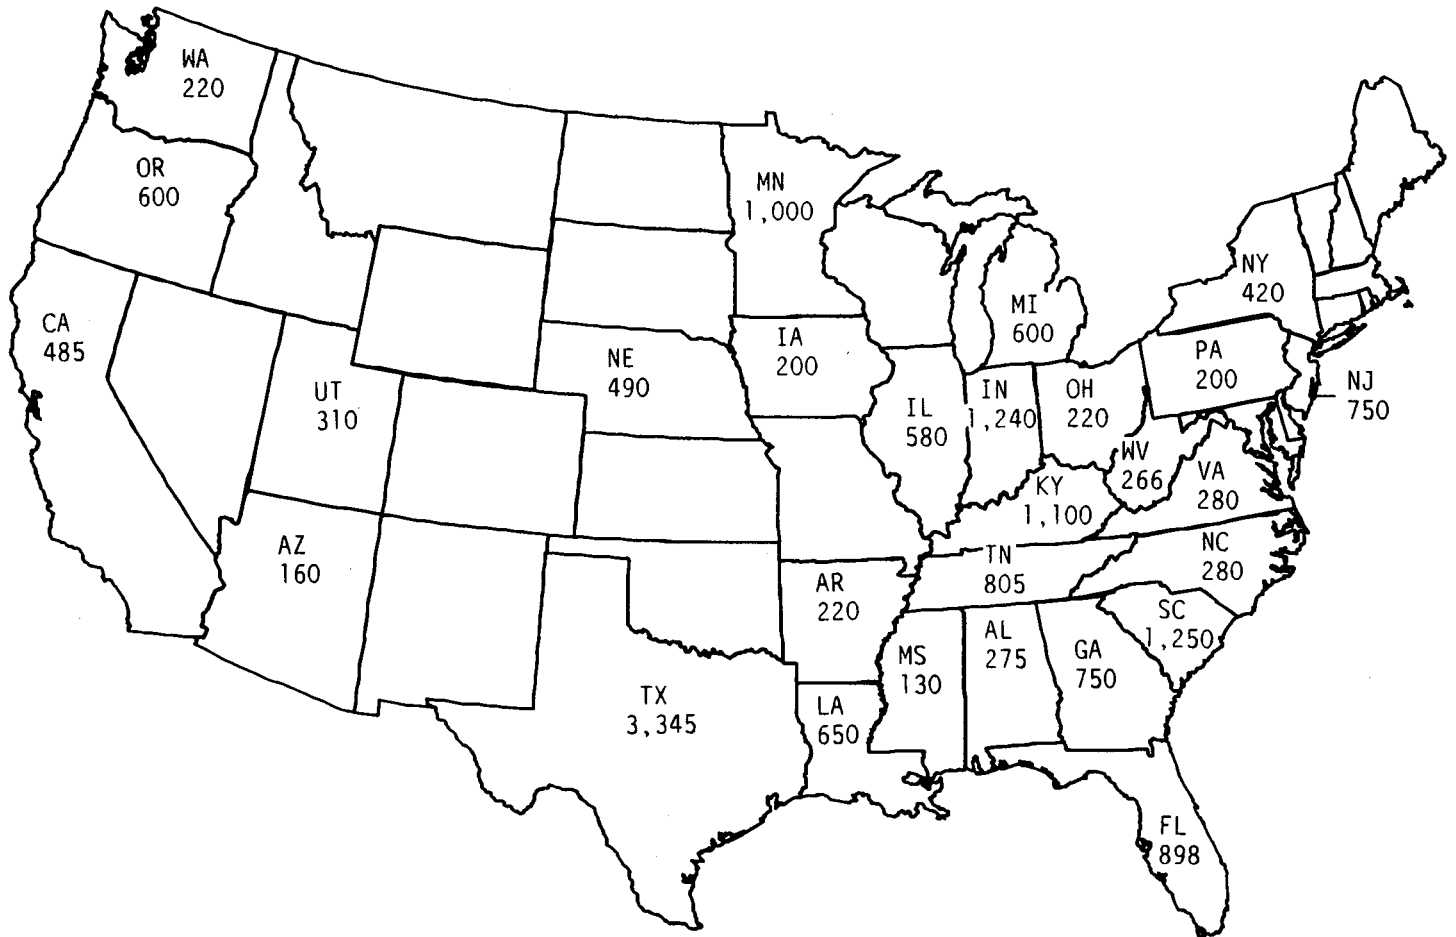 WA
220
OR
600
MN
1,000
NY
420
MI
600
CA
485
IA
200
NE
490
PA
200
NJ
750
UT
310
IL
580
IN
1,240
OH
220
WV
266
VA
280
KY
1,100
AZ
160
TN
805
NC
280
AR
220
SC
1,250
AL
275
MS
130
GA
750
TX
3,345
LA
650
FL
898